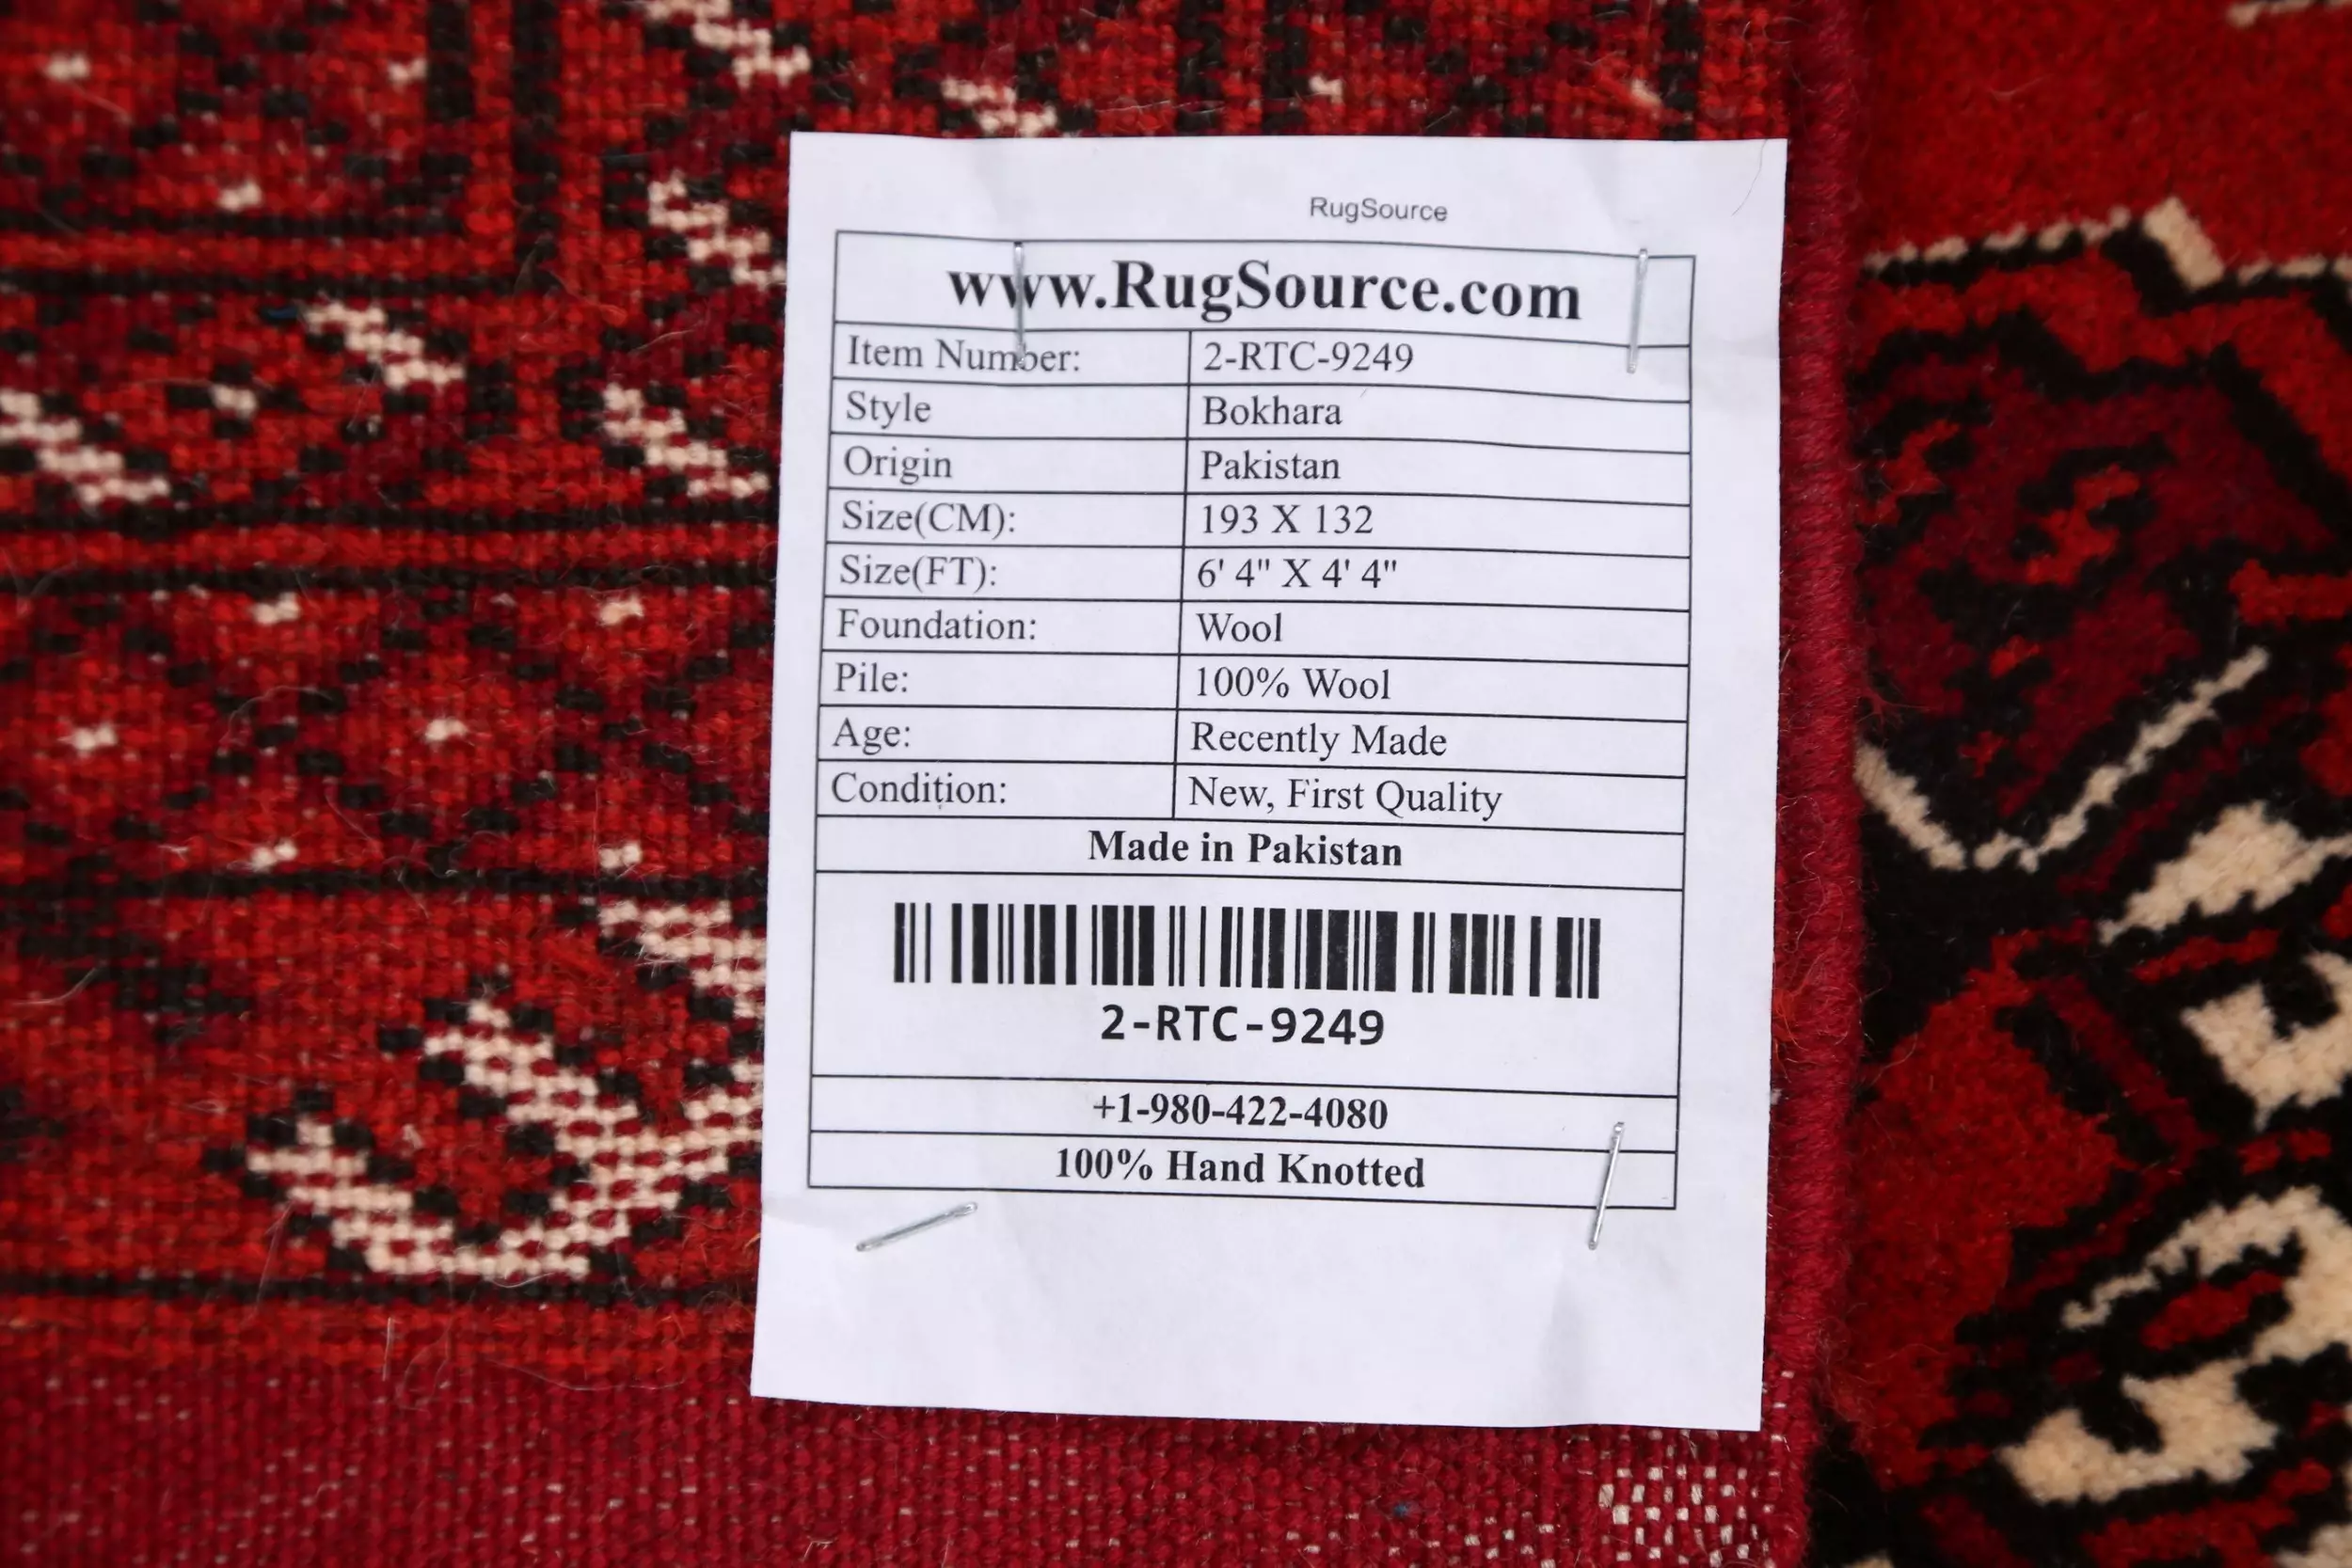 RugSource
www.RugSource.com
Item Number: 2-RTC-9249
Style Bokhara
Origin Pakistan
Size(CM): 193 X 132
Size(FT): 6' 4" X 4' 4"
Foundation: Wool
Pile: 100% Wool
Age: Recently Made
Condition: New, First Quality
Made in Pakistan
2-RTC-9249
+1-980-422-4080
100% Hand Knotted